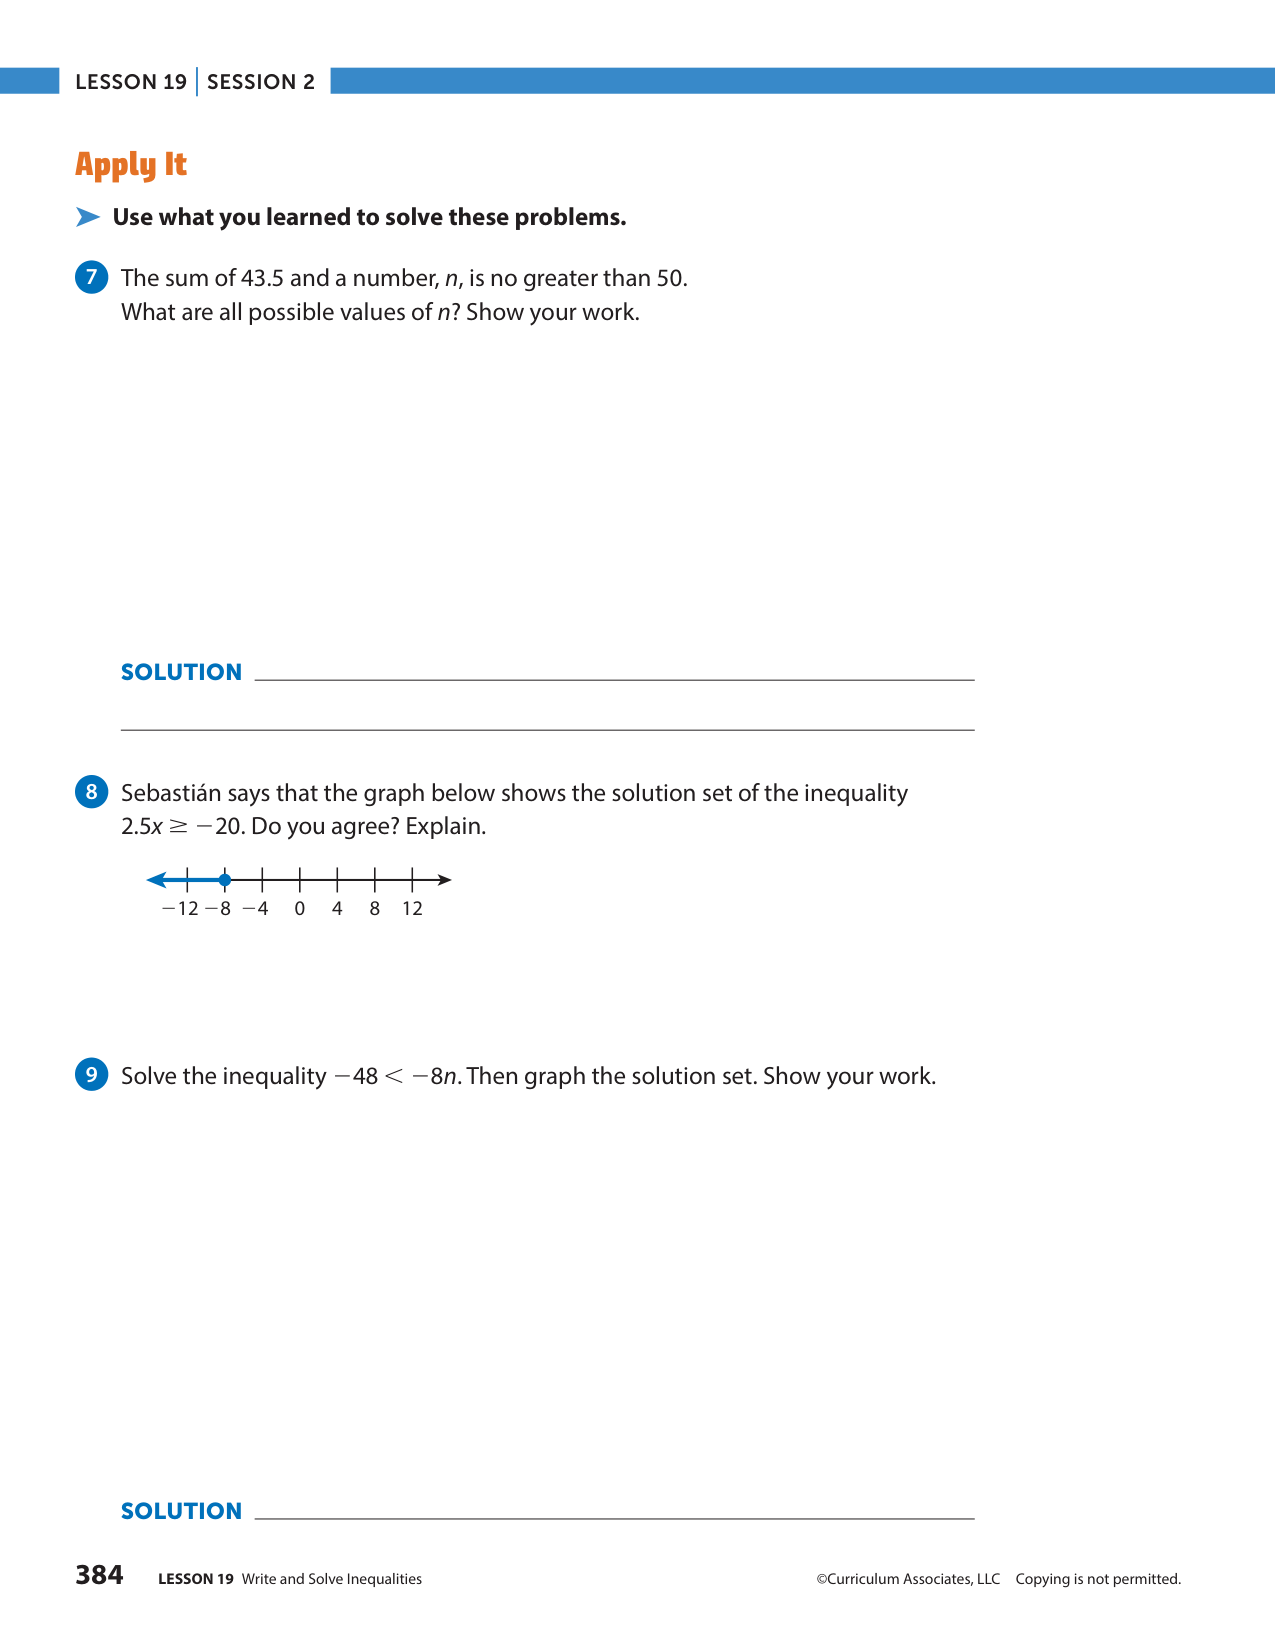 LESSON 19 | SESSION 2
Apply It
Use what you learned to solve these problems.
7 The sum of 43.5 and a number, n, is no greater than 50.
What are all possible values of n? Show your work.
SOLUTION
8 Sebastián says that the graph below shows the solution set of the inequality
2.5x ≥ −20. Do you agree? Explain.
−12 −8 −4 0 4 8 12
9 Solve the inequality −48 < −8n. Then graph the solution set. Show your work.
SOLUTION
384 LESSON 19 Write and Solve Inequalities ©Curriculum Associates, LLC Copying is not permitted.